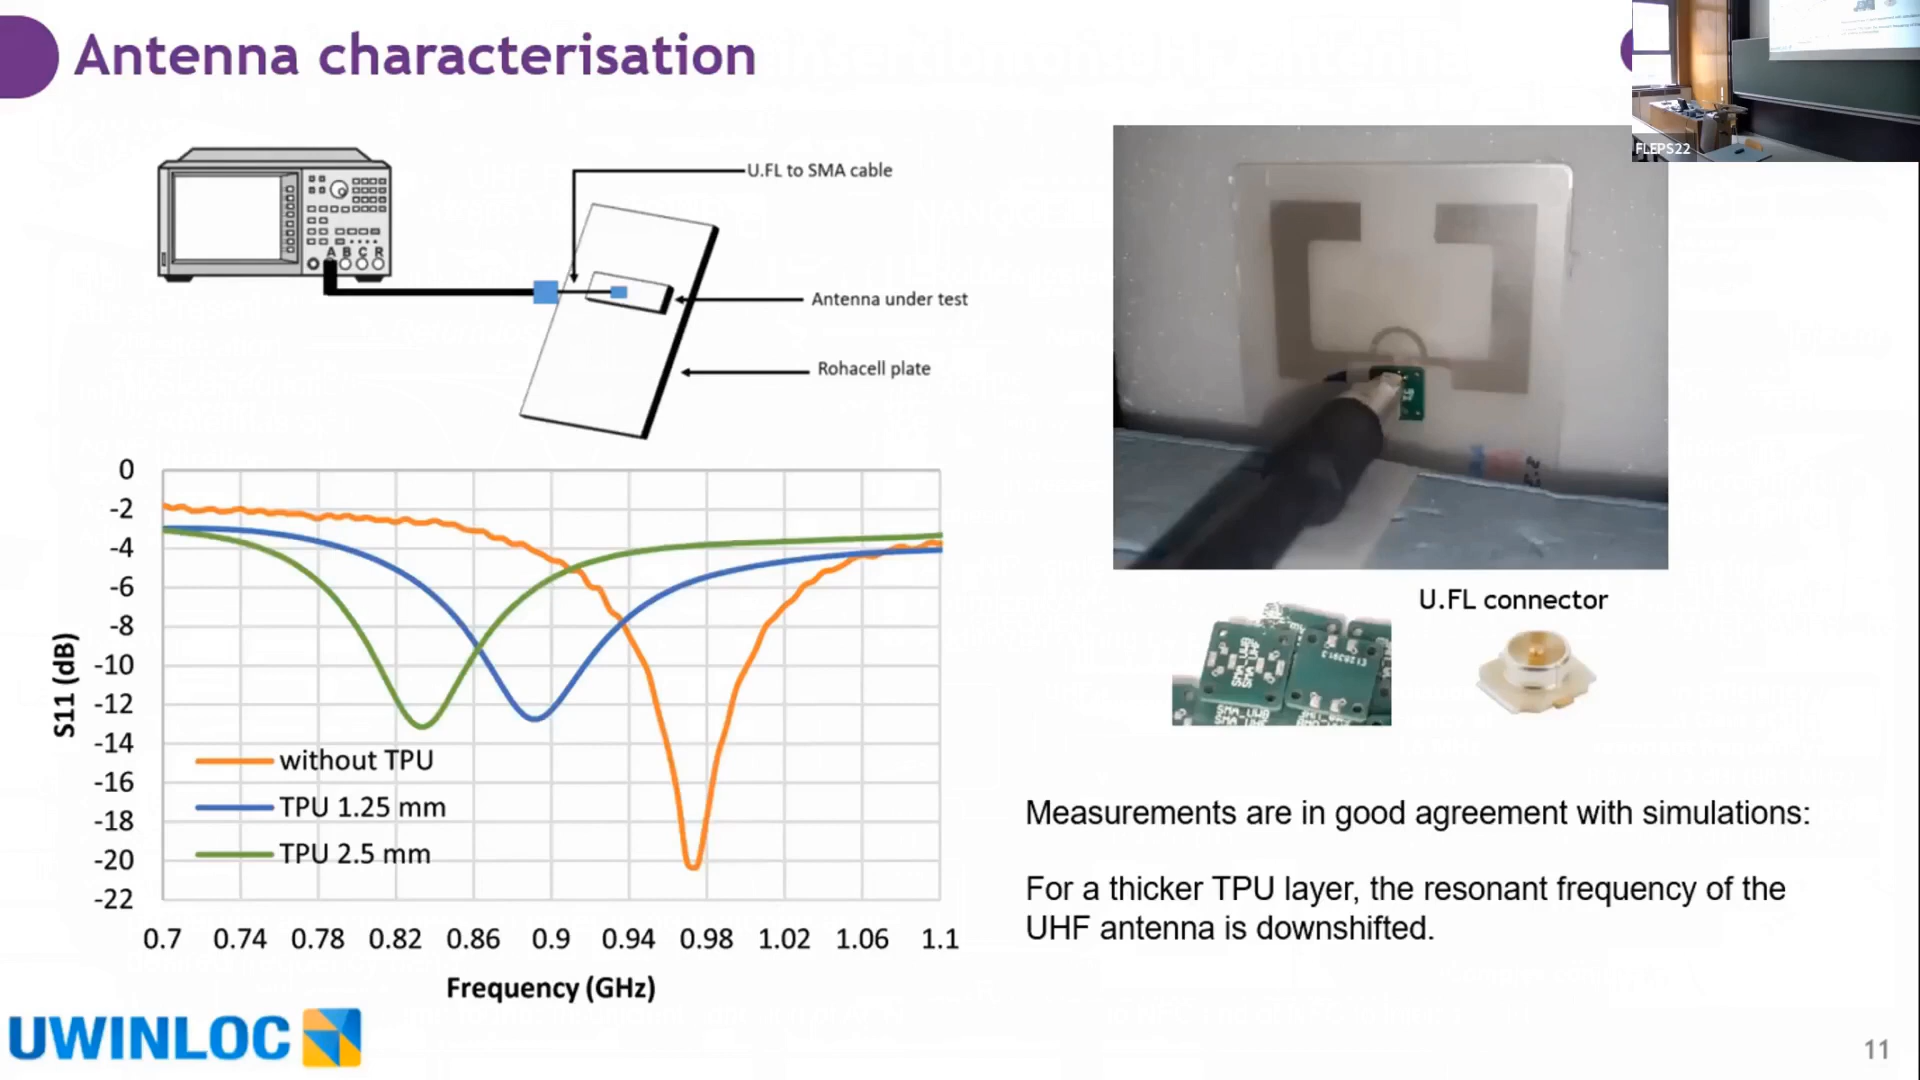 Antenna characterisation
FLEPS22
U.FL to SMA cable
A B C R
Antenna under test
Rohacell plate
0
-2
-4
-6
-8
-10
-12
-14
-16
-18
-20
-22
S11 (dB)
without TPU
TPU 1.25 mm
TPU 2.5 mm
0.7 0.74 0.78 0.82 0.86 0.9 0.94 0.98 1.02 1.06 1.1
Frequency (GHz)
U.FL connector
SMA_UWB
SMA_UHF
SMA_UWB
Measurements are in good agreement with simulations:
For a thicker TPU layer, the resonant frequency of the
UHF antenna is downshifted.
UWINLOC
11